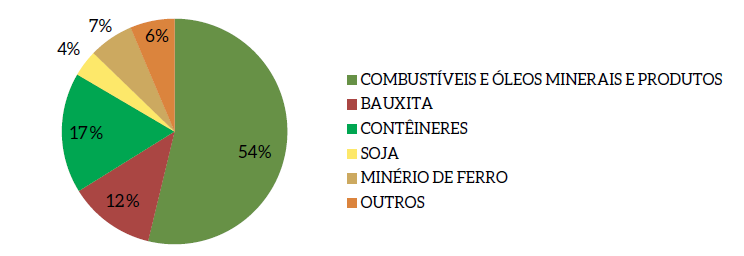 7%
6%
4%
17%
54%
12%
COMBUSTÍVEIS E ÓLEOS MINERAIS E PRODUTOS
BAUXITA
CONTÊINERES
SOJA
MINÉRIO DE FERRO
OUTROS